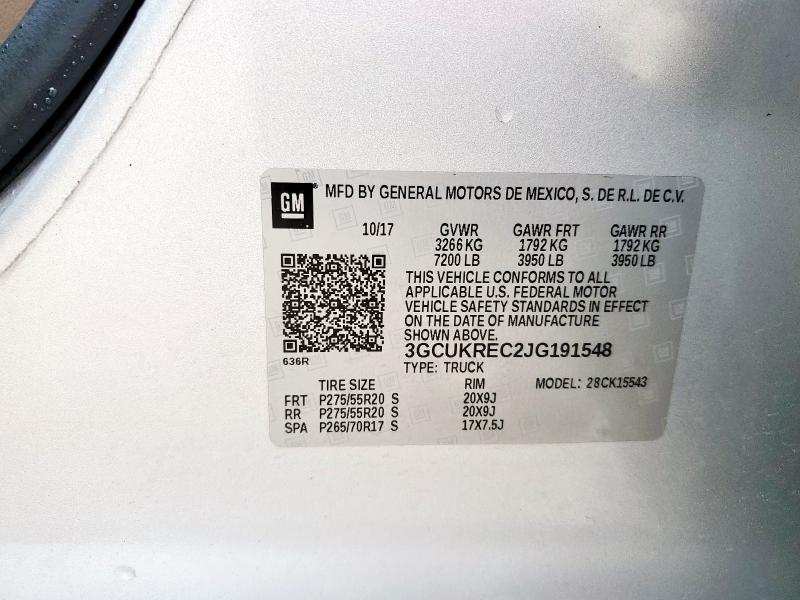 GM
MFD BY GENERAL MOTORS DE MEXICO, S. DE R.L. DE C.V.
10/17 GVWR GAWR FRT GAWR RR
3266 KG 1792 KG 1792 KG
7200 LB 3950 LB 3950 LB
THIS VEHICLE CONFORMS TO ALL
APPLICABLE U.S. FEDERAL MOTOR
VEHICLE SAFETY STANDARDS IN EFFECT
ON THE DATE OF MANUFACTURE
SHOWN ABOVE.
3GCUKREC2JG191548
636R
TYPE: TRUCK
TIRE SIZE RIM MODEL: 28CK15543
FRT P275/55R20 S 20X9J
RR P275/55R20 S 20X9J
SPA P265/70R17 S 17X7.5J